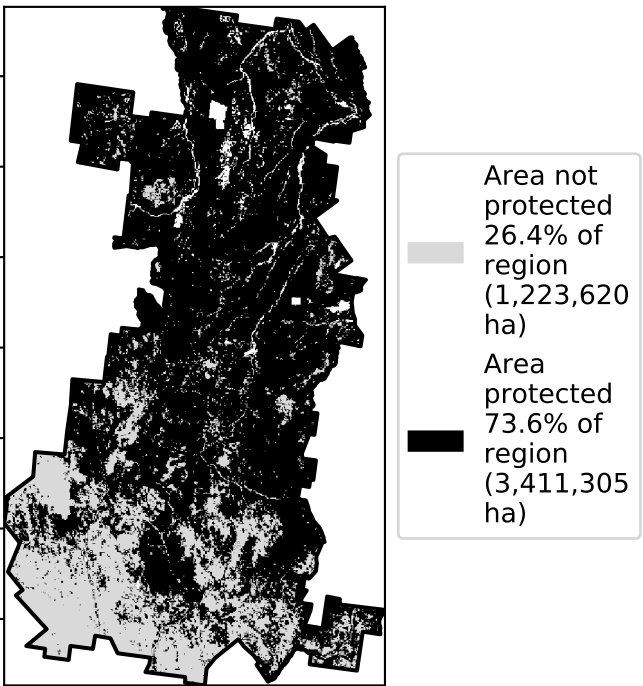 Area not
protected
26.4% of
region
(1,223,620
ha)
Area
protected
73.6% of
region
(3,411,305
ha)